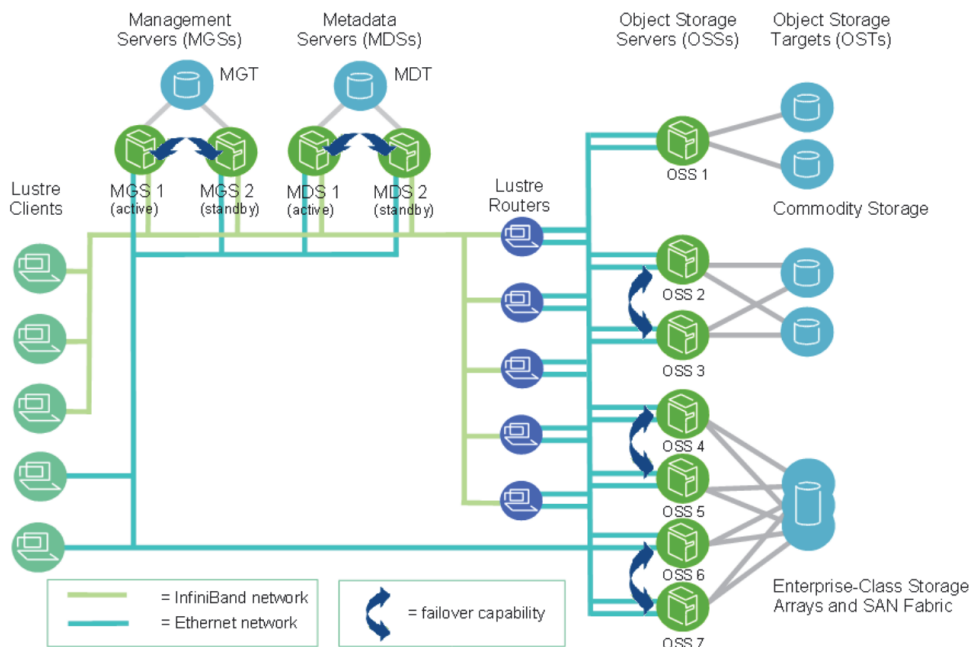 Management
Servers (MGSs)
Metadata
Servers (MDSs)
Object Storage
Servers (OSSs)
Object Storage
Targets (OSTs)
MGT
MDT
MGS 1
(active)
MGS 2
(standby)
MDS 1
(active)
MDS 2
(standby)
Lustre
Clients
Lustre
Routers
OSS 1
Commodity Storage
OSS 2
OSS 3
OSS 4
OSS 5
OSS 6
OSS 7
Enterprise-Class Storage
Arrays and SAN Fabric
= InfiniBand network
= Ethernet network
= failover capability